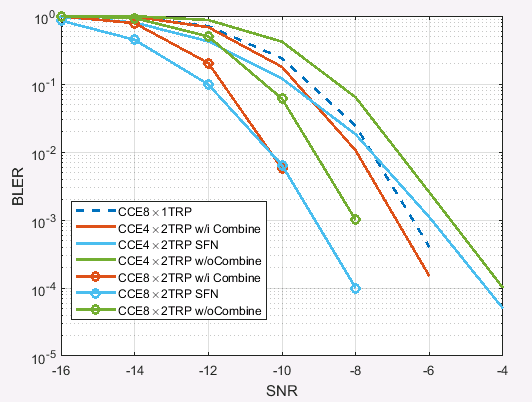 10^0
10^-1
10^-2
10^-3
10^-4
10^-5
BLER
CCE8×1TRP
CCE4×2TRP w/i Combine
CCE4×2TRP SFN
CCE4×2TRP w/oCombine
CCE8×2TRP w/i Combine
CCE8×2TRP SFN
CCE8×2TRP w/oCombine
-16 -14 -12 -10 -8 -6 -4
SNR